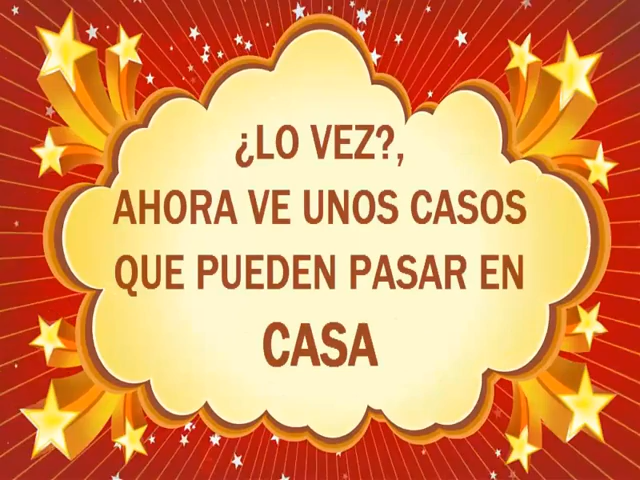 ¿LO VEZ?,
AHORA VE UNOS CASOS
QUE PUEDEN PASAR EN
CASA